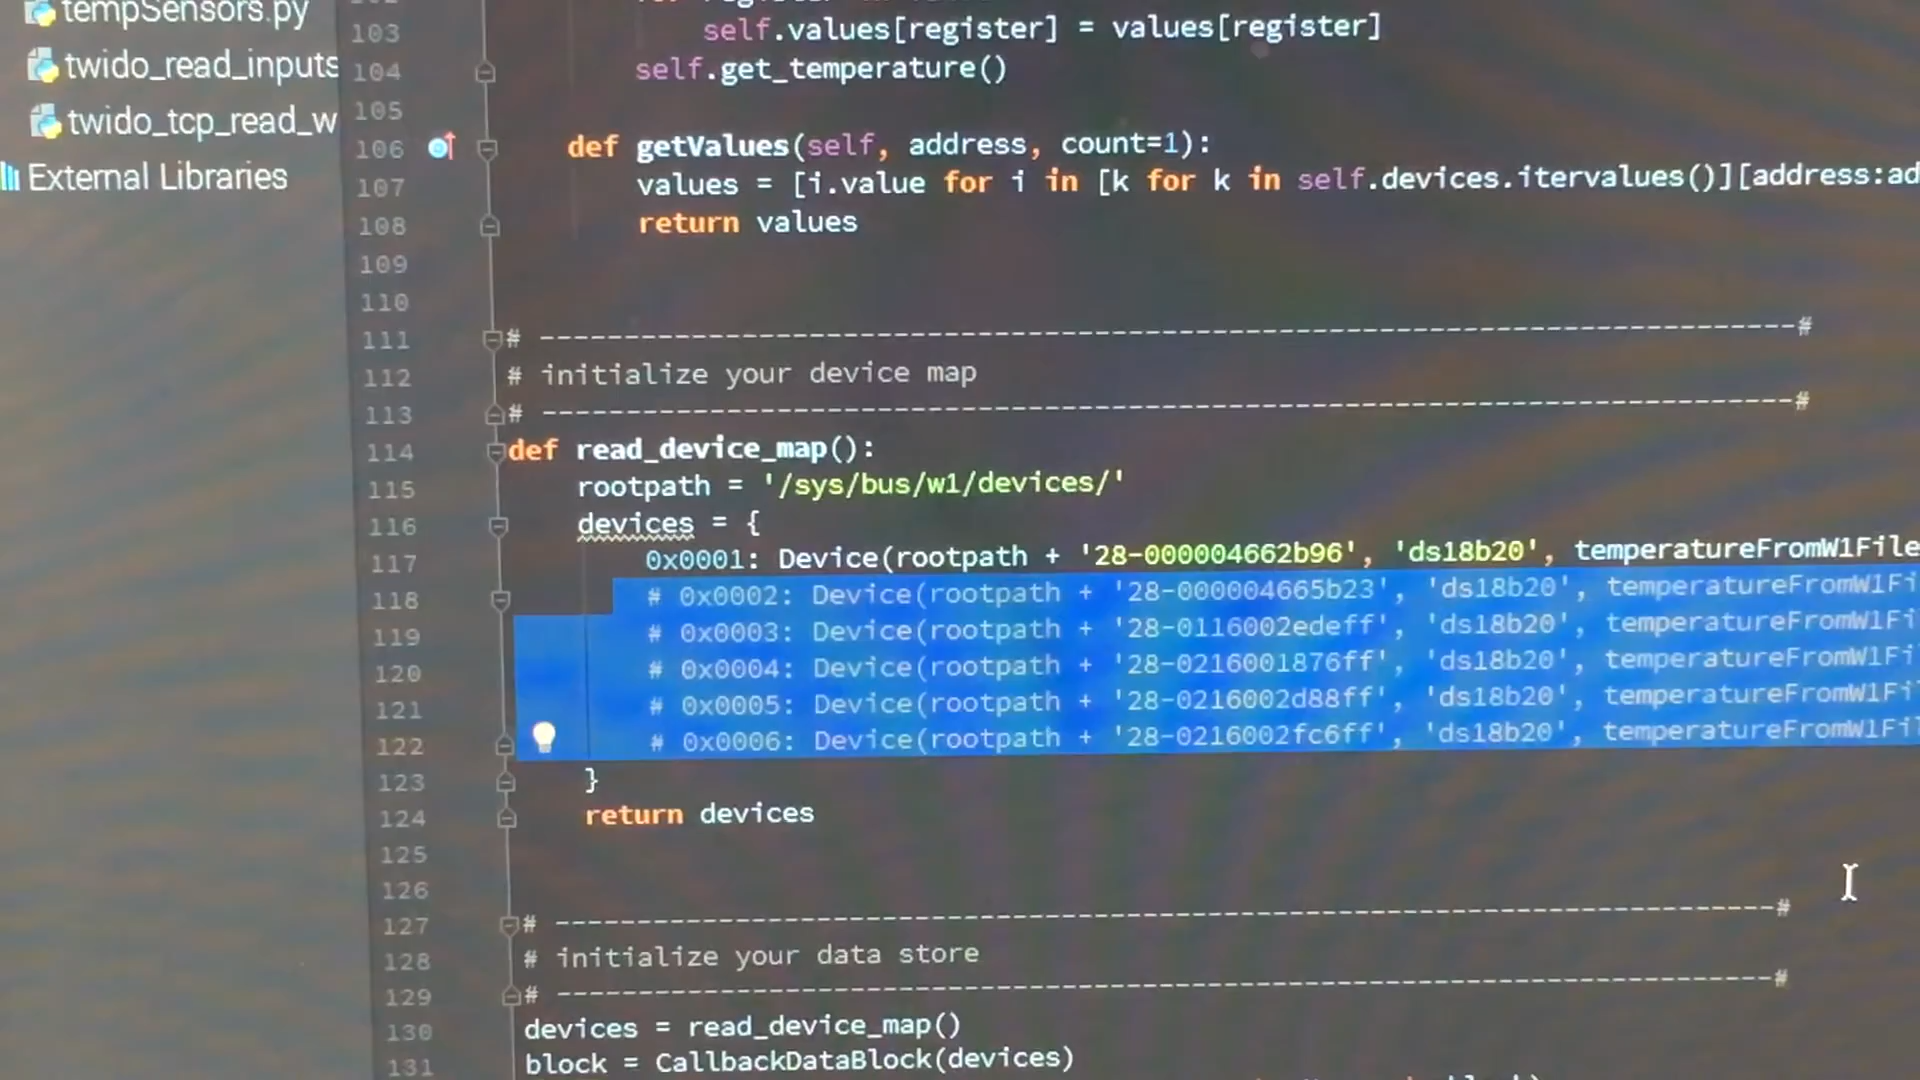 tempSensors.py
twido_read_inputs
twido_tcp_read_w
External Libraries
103 self.values[register] = values[register]
104 self.get_temperature()
105
106 def getValues(self, address, count=1):
107 values = [i.value for i in [k for k in self.devices.itervalues()][address:ad
108 return values
109
110
111 # ---------------------------------------------------------------------------#
112 # initialize your device map
113 # ---------------------------------------------------------------------------#
114 def read_device_map():
115 rootpath = '/sys/bus/w1/devices/'
116 devices = {
117 0x0001: Device(rootpath + '28-000004662b96', 'ds18b20', temperatureFromW1File
118 # 0x0002: Device(rootpath + '28-000004665b23', 'ds18b20', temperatureFromW1Fi
119 # 0x0003: Device(rootpath + '28-0116002edeff', 'ds18b20', temperatureFromW1Fi
120 # 0x0004: Device(rootpath + '28-0216001876ff', 'ds18b20', temperatureFromW1Fi
121 # 0x0005: Device(rootpath + '28-0216002d88ff', 'ds18b20', temperatureFromW1Fi
122 # 0x0006: Device(rootpath + '28-0216002fc6ff', 'ds18b20', temperatureFromW1Fi
123 }
124 return devices
125
126
127 # ---------------------------------------------------------------------------#
128 # initialize your data store
129 # ---------------------------------------------------------------------------#
130 devices = read_device_map()
131 block = CallbackDataBlock(devices)